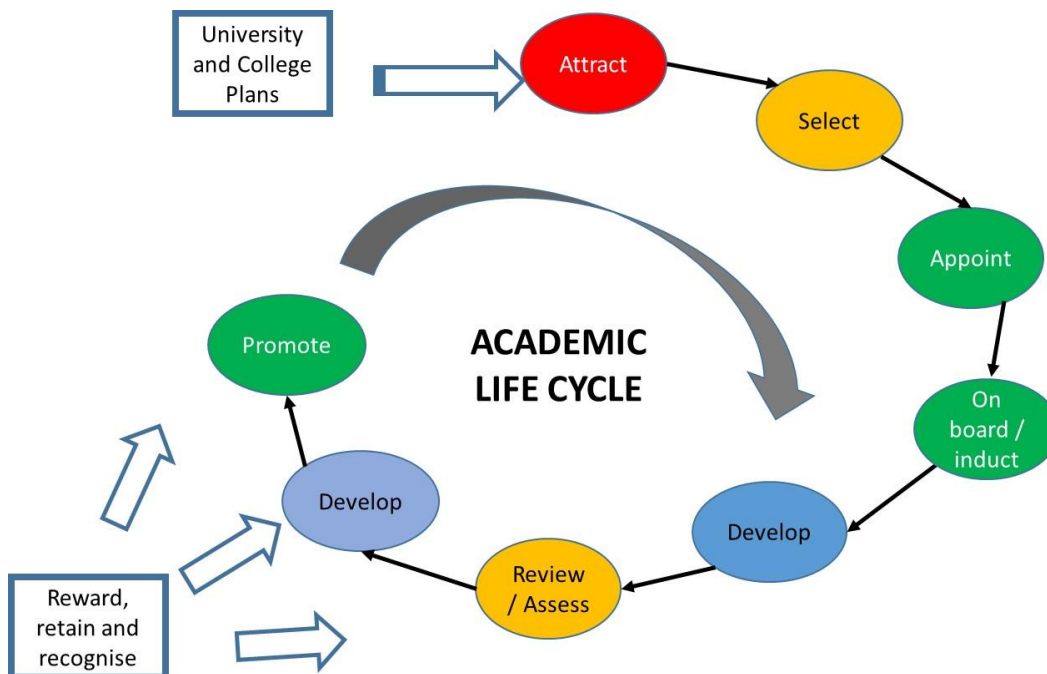 University
and College
Plans
Attract
Select
Appoint
On
board /
induct
Develop
Review
/ Assess
Develop
Promote
ACADEMIC
LIFE CYCLE
Reward,
retain and
recognise